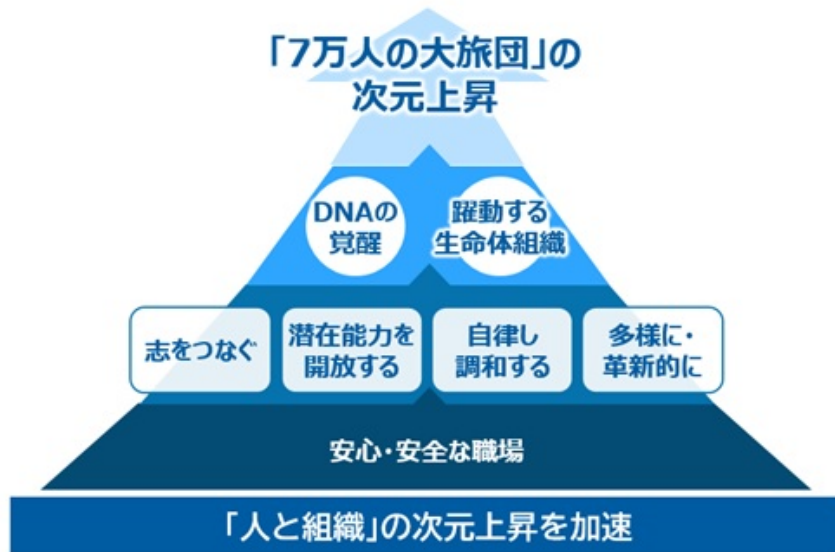 「7万人の大旅団」の
次元上昇
DNAの
覚醒
躍動する
生命体組織
志をつなぐ
潜在能力を
開放する
自律し
調和する
多様に・
革新的に
安心・安全な職場
「人と組織」の次元上昇を加速